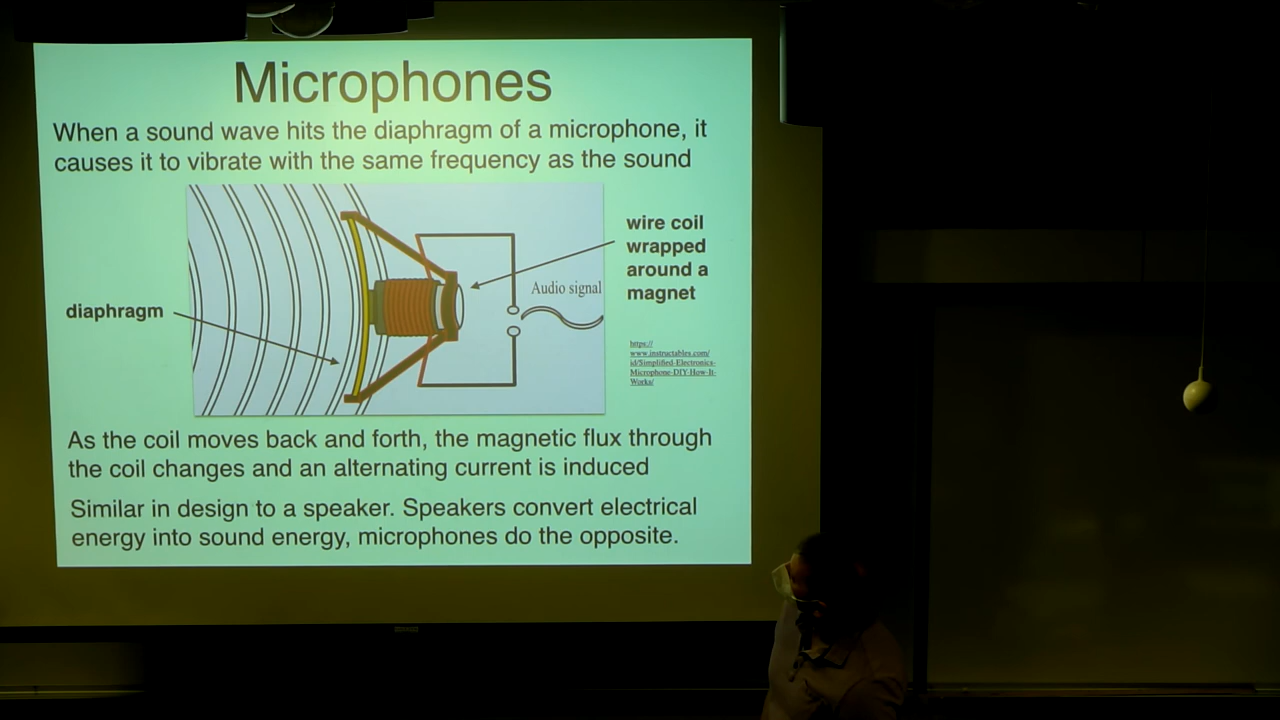 Microphones
When a sound wave hits the diaphragm of a microphone, it
causes it to vibrate with the same frequency as the sound
wire coil
wrapped
around a
magnet
Audio signal
diaphragm
https://
www.instructables.com/
id/Simplified-Electronics-
Microphone-DIY-How-It-
Works/
As the coil moves back and forth, the magnetic flux through
the coil changes and an alternating current is induced
Similar in design to a speaker. Speakers convert electrical
energy into sound energy, microphones do the opposite.